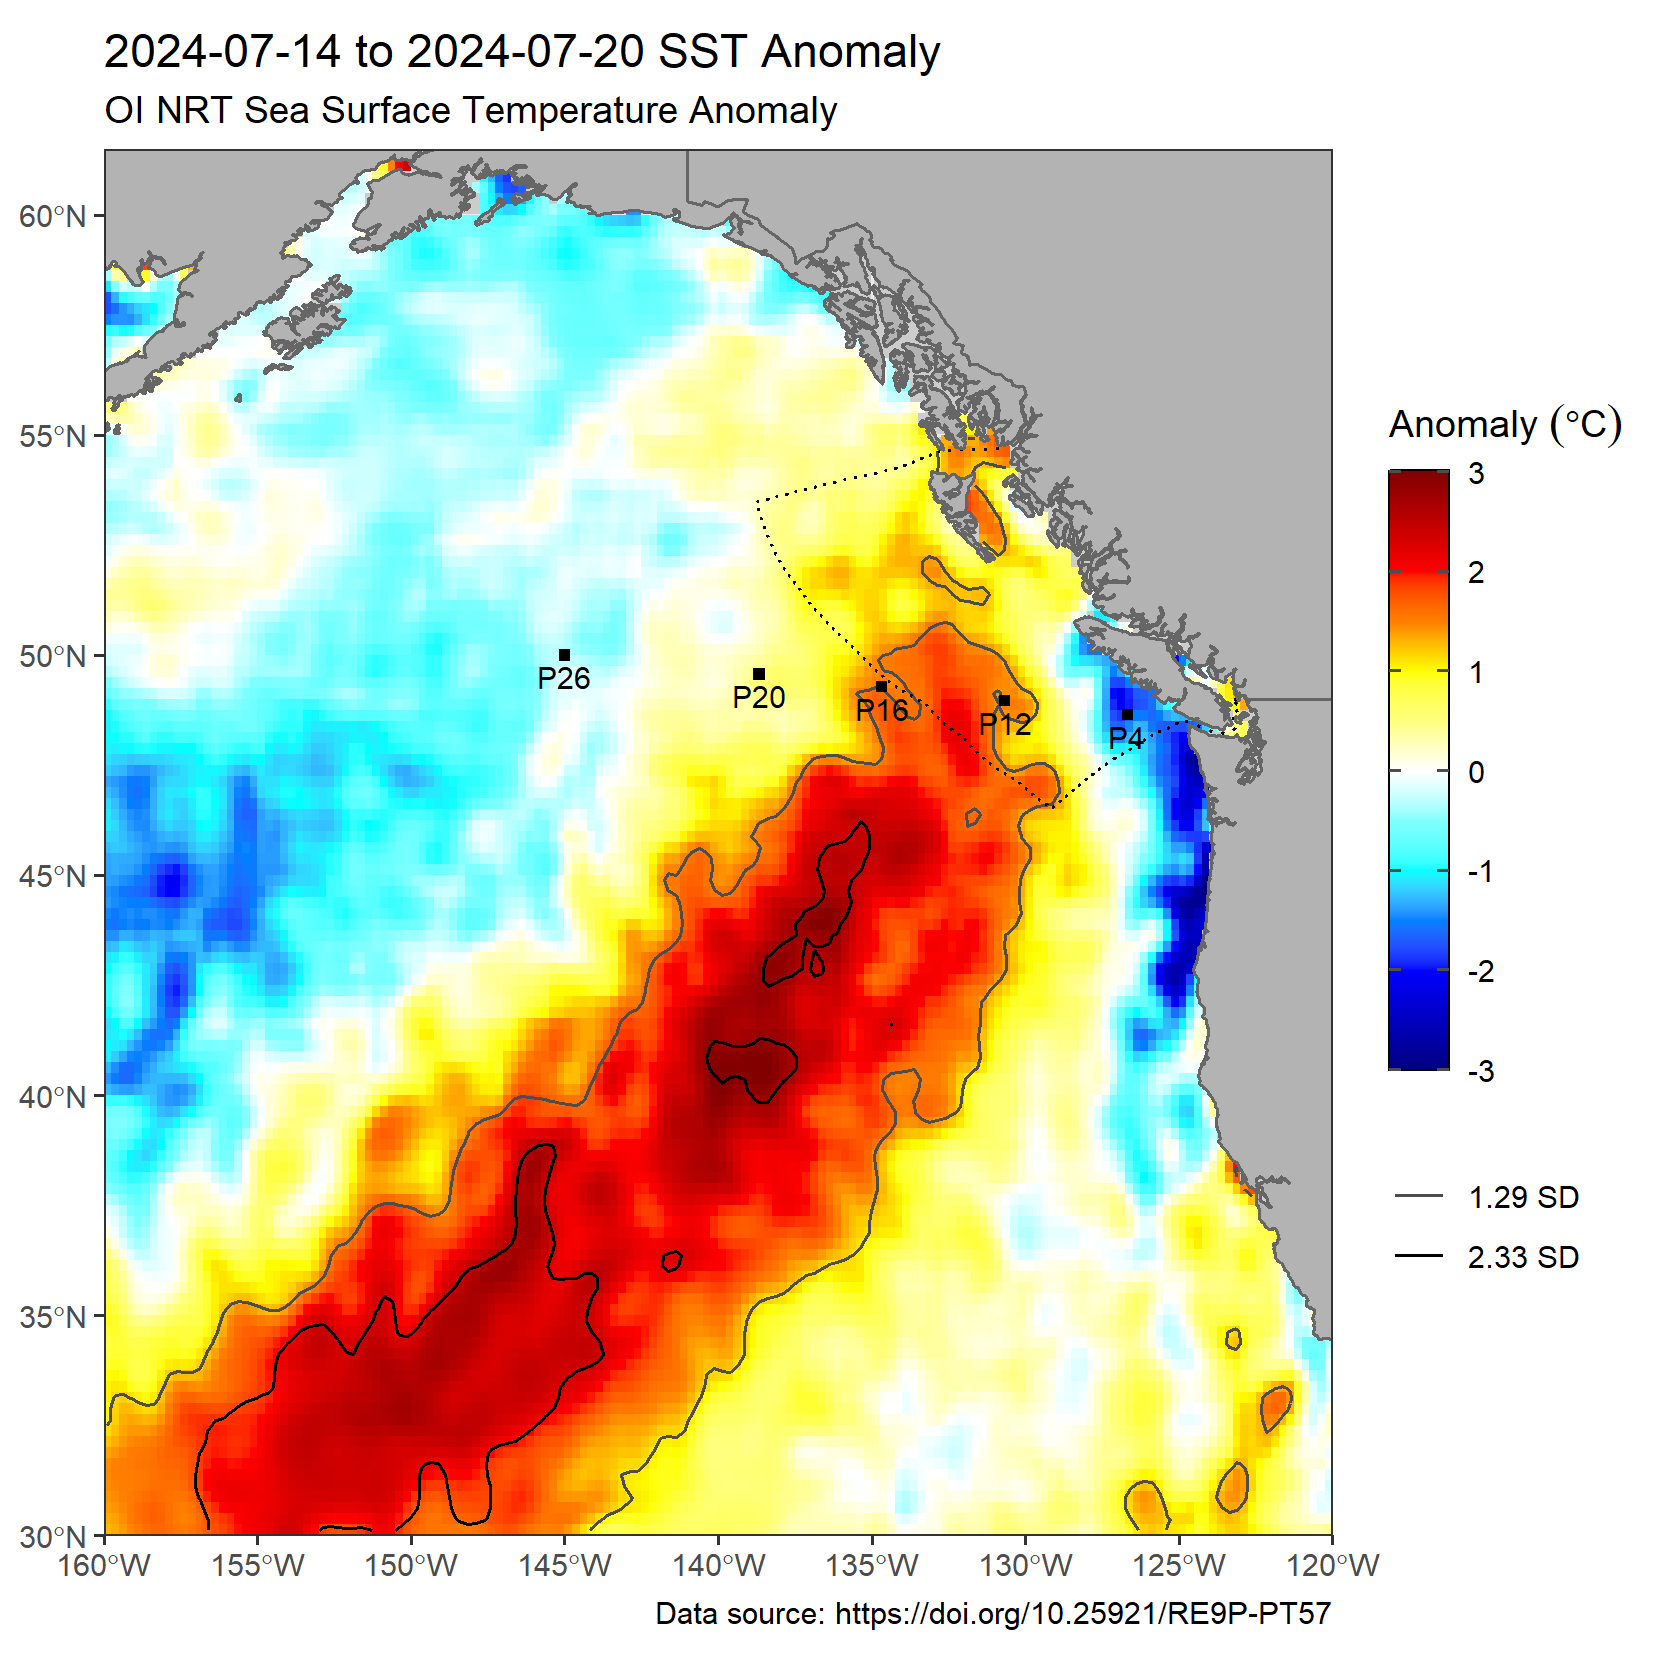 2024-07-14 to 2024-07-20 SST Anomaly
OI NRT Sea Surface Temperature Anomaly
60°N
55°N
50°N
45°N
40°N
35°N
30°N
P26
P20
P16
P12
P4
160°W
155°W
150°W
145°W
140°W
135°W
130°W
125°W
120°W
Anomaly (°C)
3
2
1
0
-1
-2
-3
1.29 SD
2.33 SD
Data source: https://doi.org/10.25921/RE9P-PT57